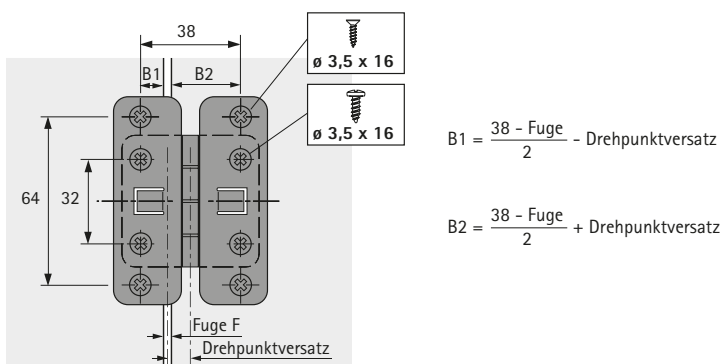 38
B1 B2
ø 3,5 x 16
ø 3,5 x 16
64 32
B1 = 38 - Fuge / 2 - Drehpunktversatz
B2 = 38 - Fuge / 2 + Drehpunktversatz
Fuge F
Drehpunktversatz